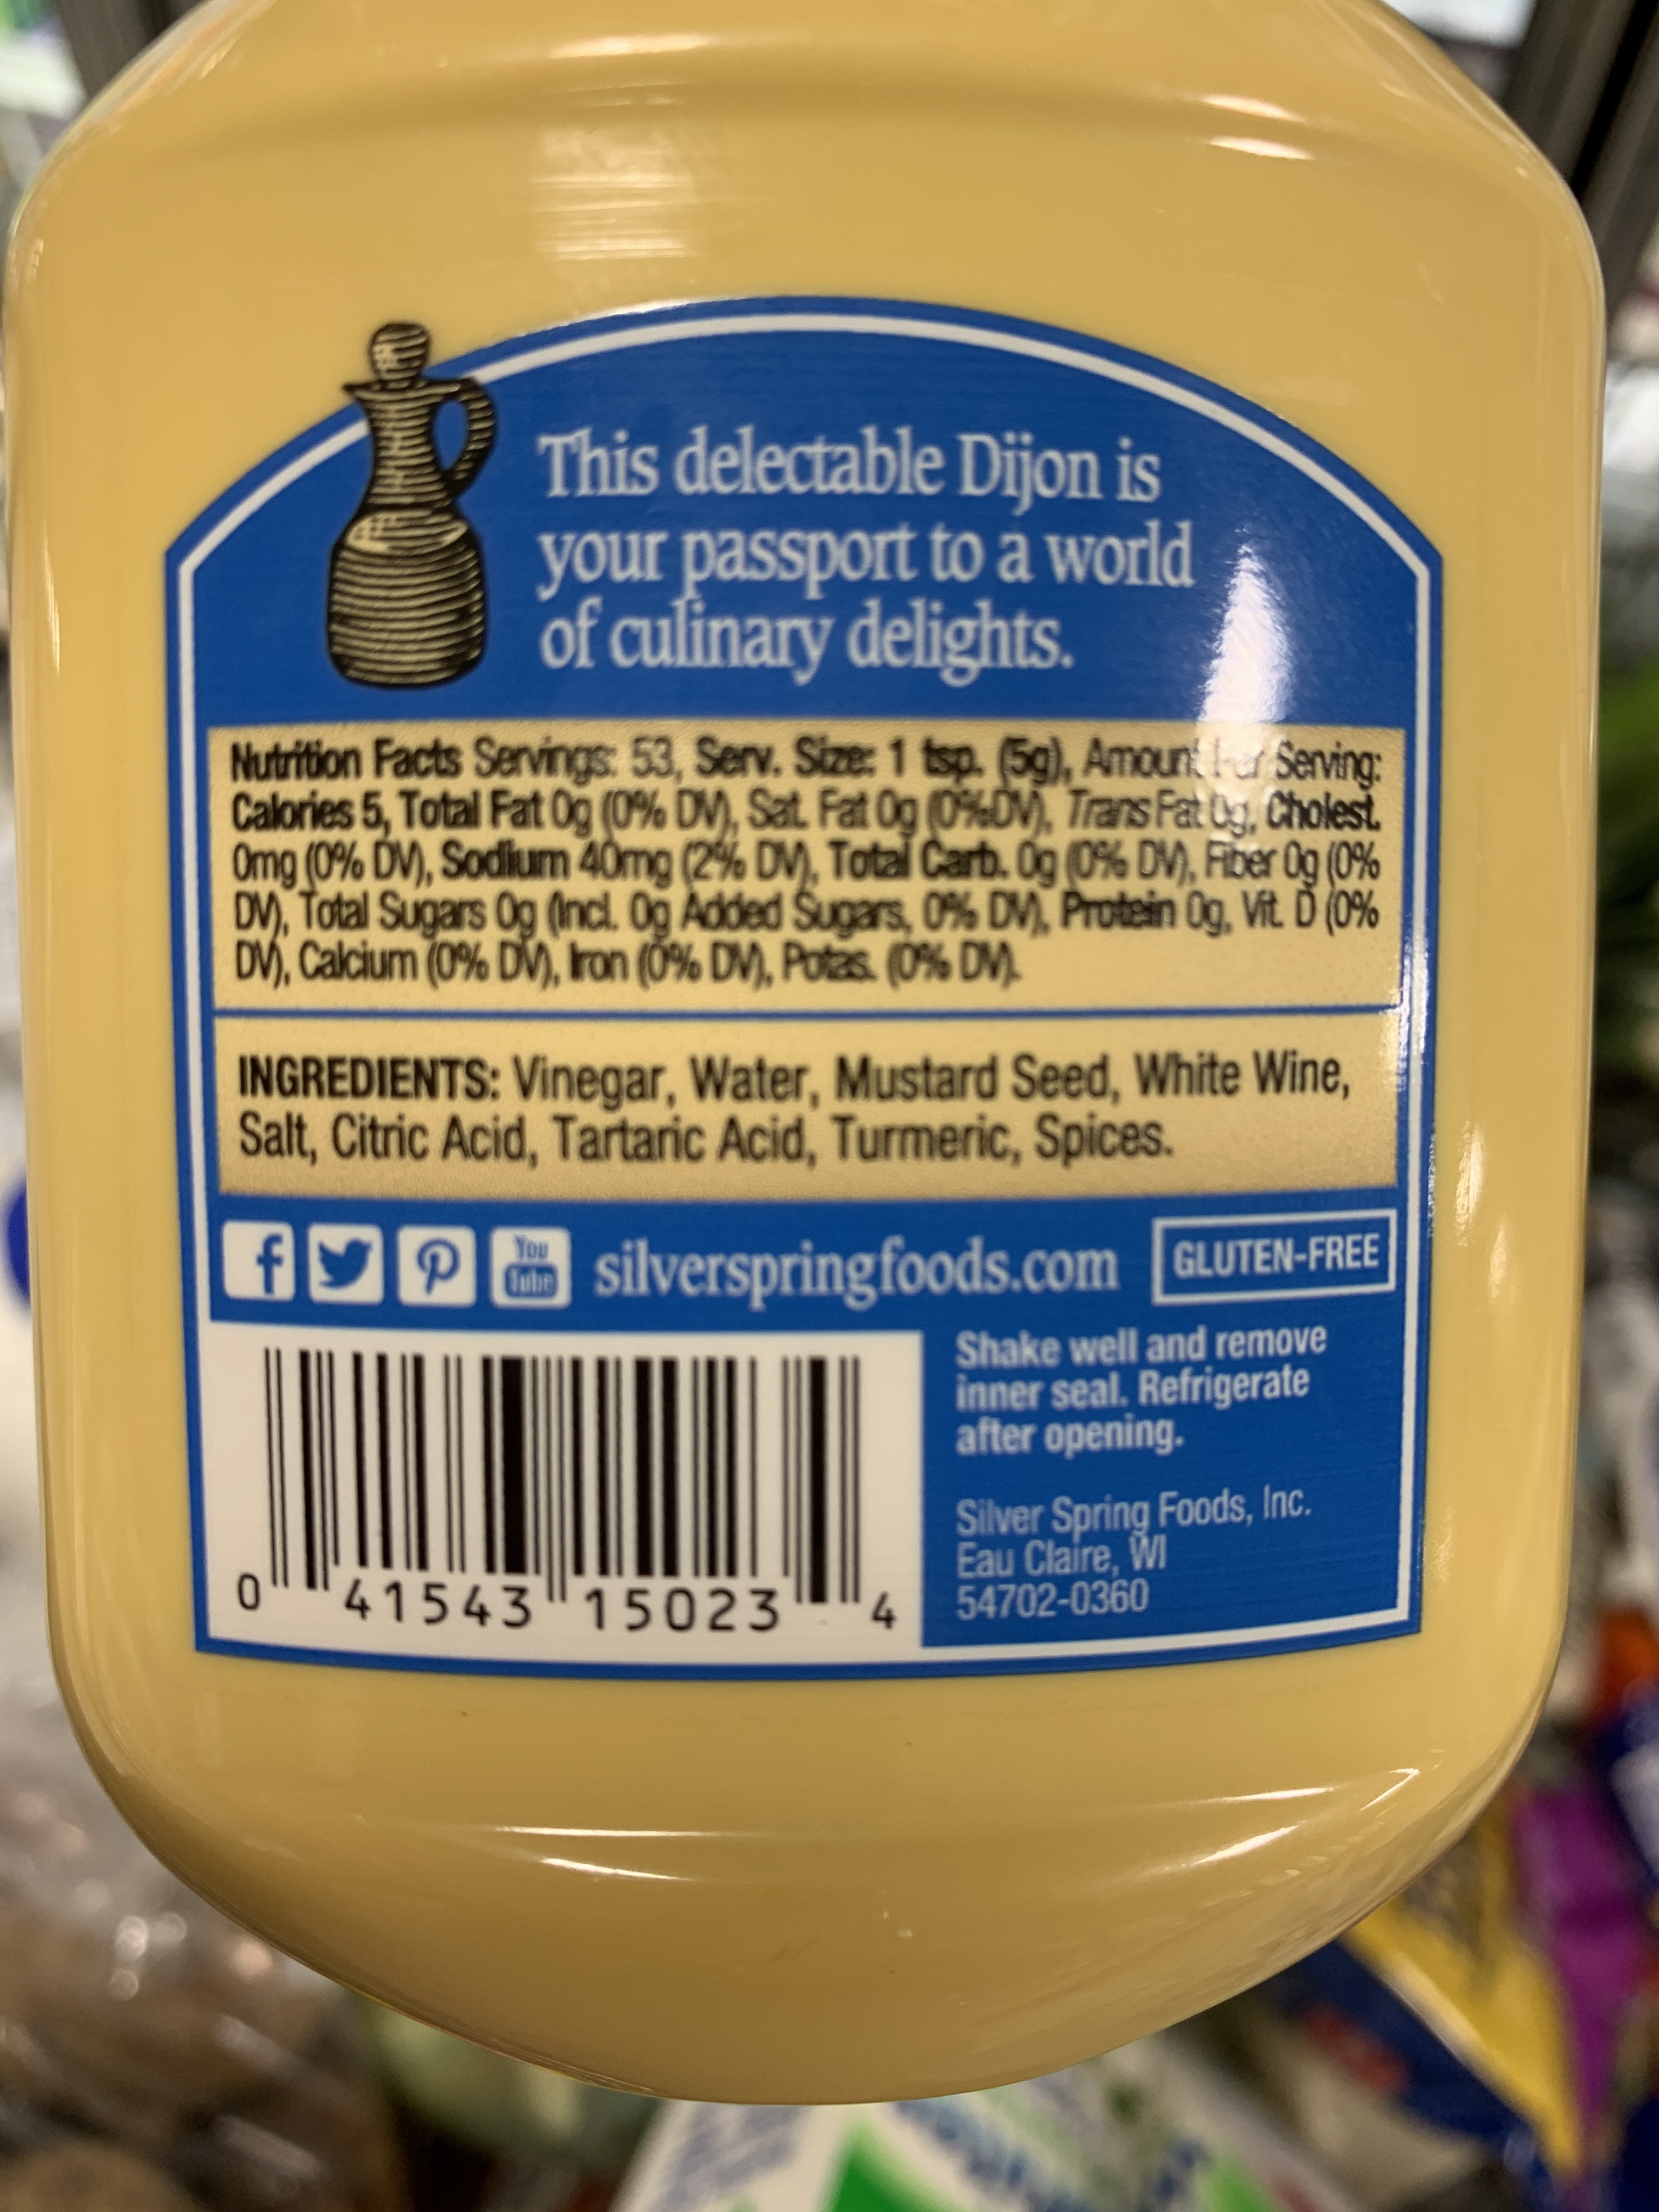 This delectable Dijon is
your passport to a world
of culinary delights.
Nutrition Facts Servings: 53, Serv. Size: 1 tsp. (5g), Amount Per Serving:
Calories 5, Total Fat 0g (0% DV), Sat. Fat 0g (0%DV), Trans Fat 0g, Cholest.
0mg (0% DV), Sodium 40mg (2% DV), Total Carb. 0g (0% DV), Fiber 0g (0%
DV), Total Sugars 0g (Incl. 0g Added Sugars, 0% DV), Protein 0g, Vit. D (0%
DV), Calcium (0% DV), Iron (0% DV), Potas. (0% DV).
INGREDIENTS: Vinegar, Water, Mustard Seed, White Wine,
Salt, Citric Acid, Tartaric Acid, Turmeric, Spices.
You
Tube
silverspringfoods.com
GLUTEN-FREE
Shake well and remove
inner seal. Refrigerate
after opening.
Silver Spring Foods, Inc.
Eau Claire, WI
54702-0360
0 41543 15023 4